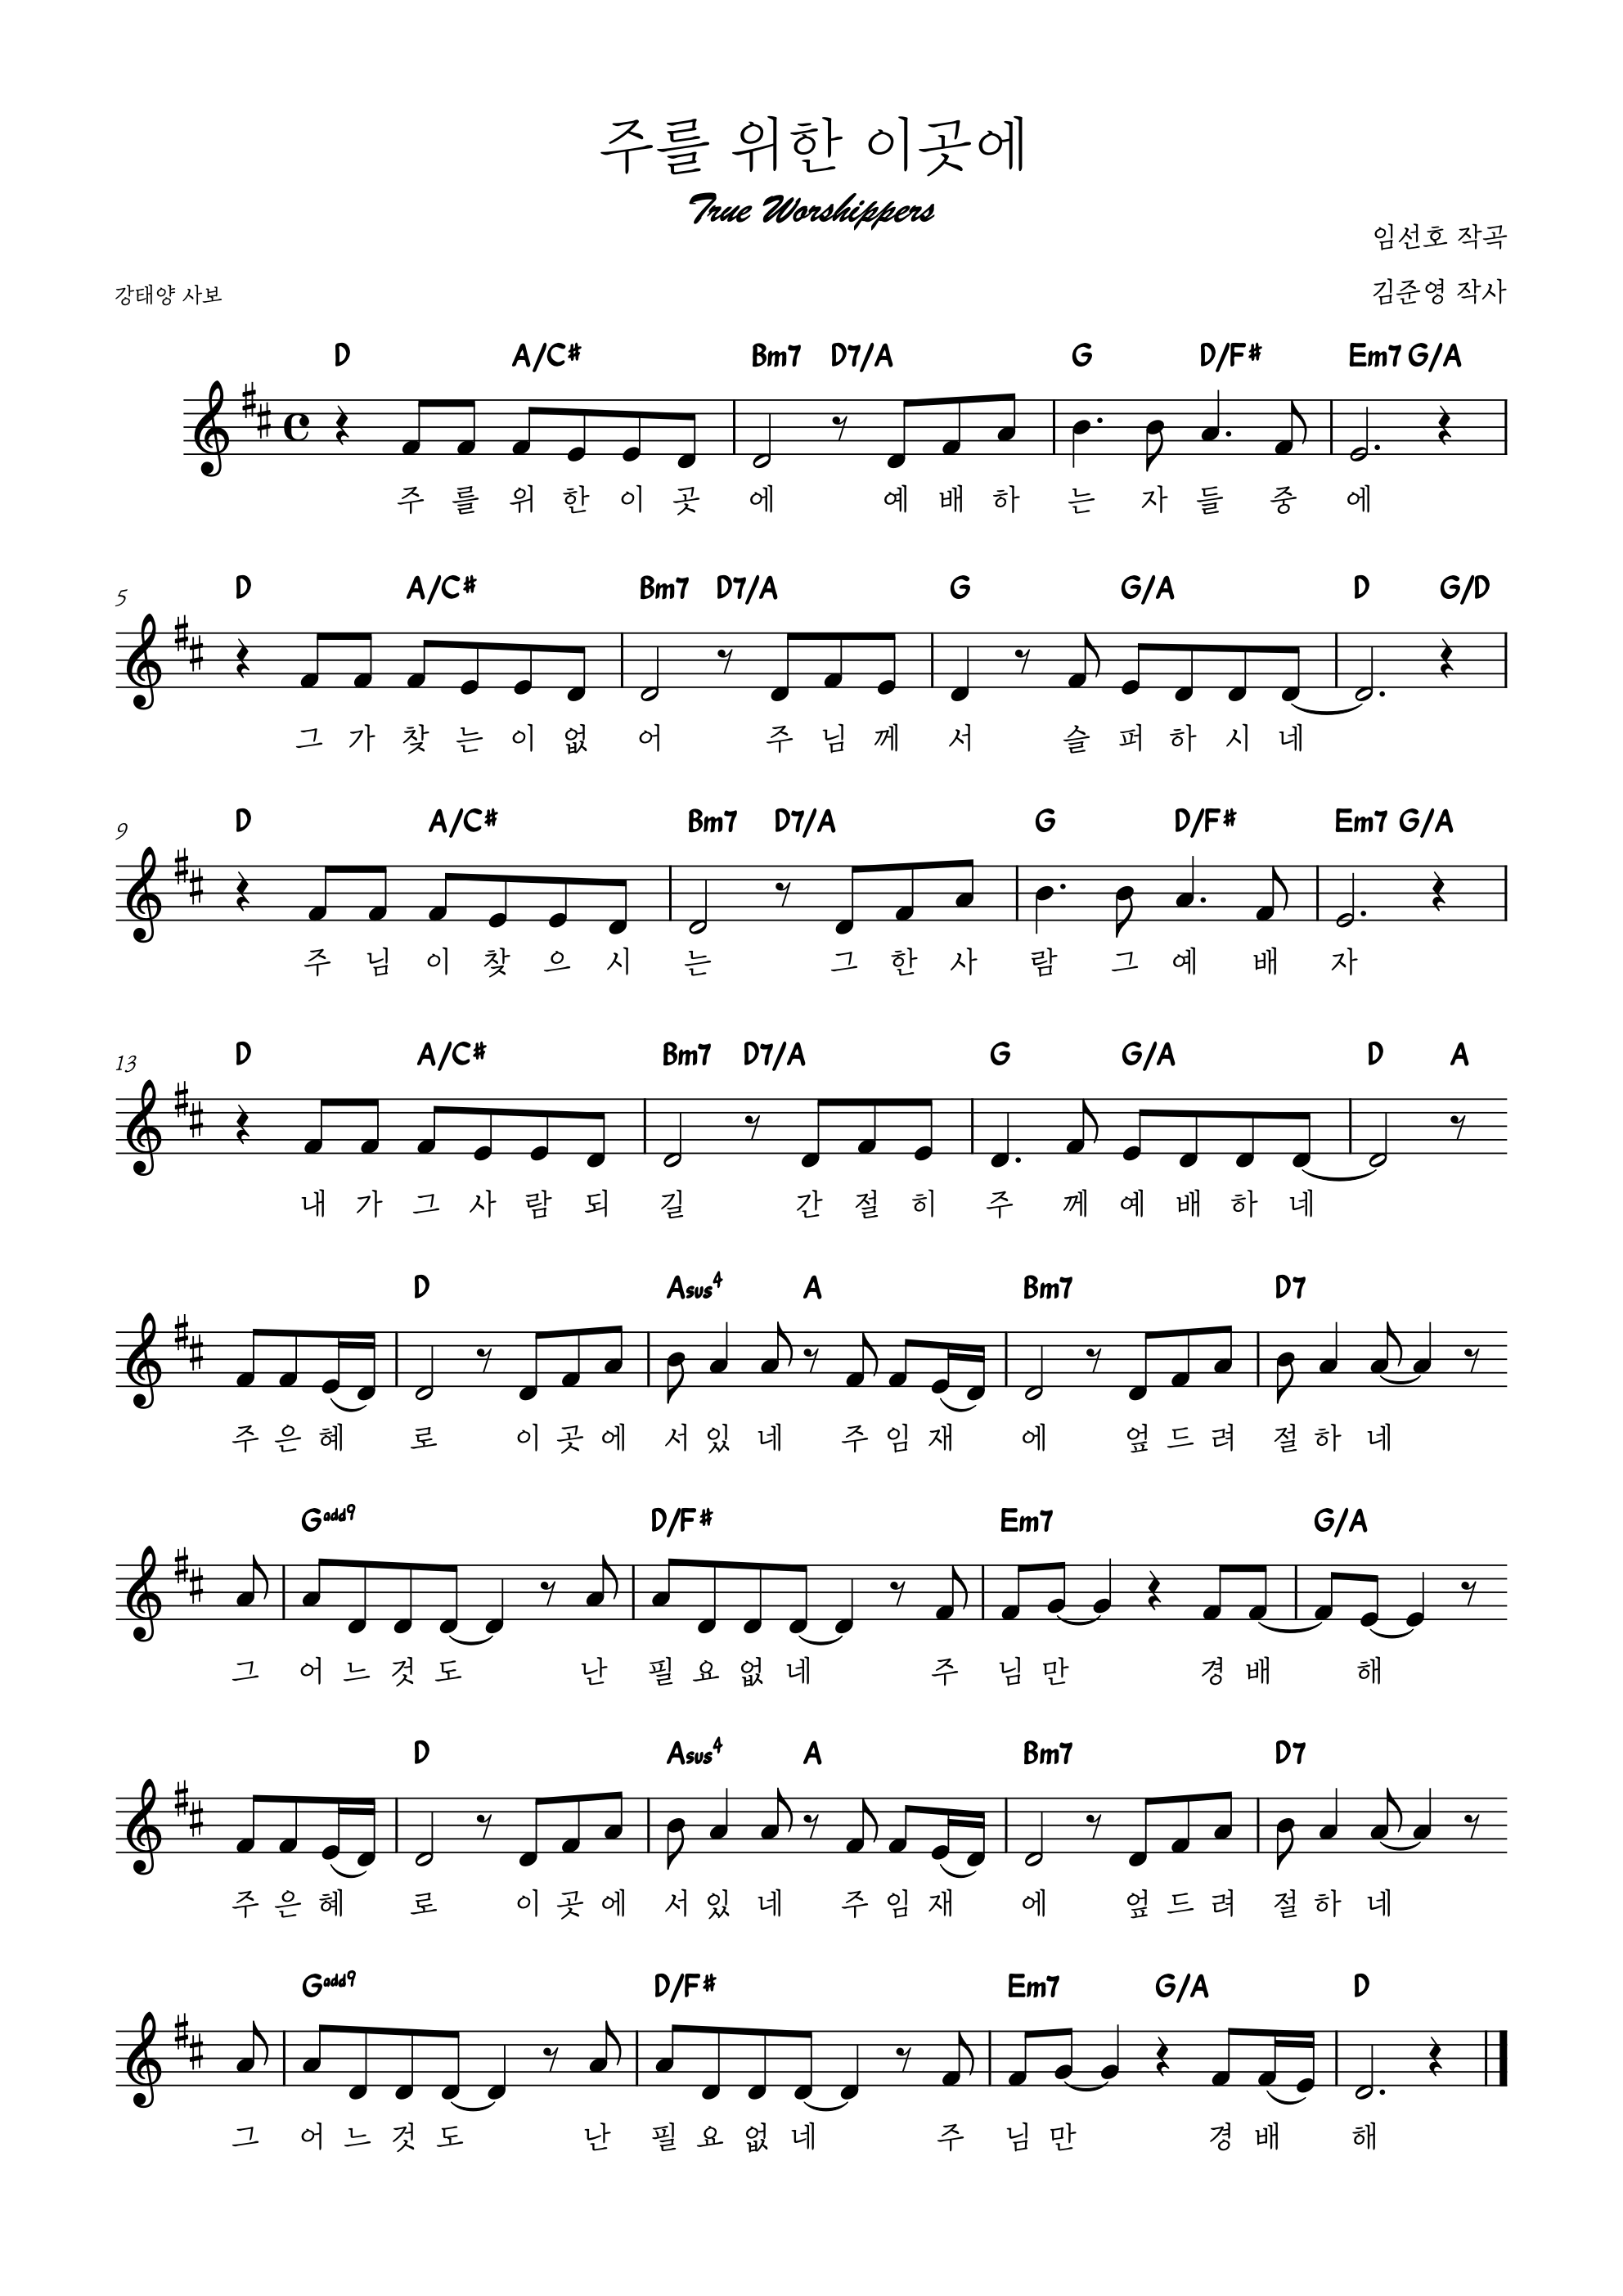 주를 위한 이곳에
True Worshippers
임선호 작곡
강태양 사보
김준영 작사
D A/C# Bm7 D7/A G D/F# Em7 G/A
주 를 위 한 이 곳 에 예 배 하 는 자 들 중 에
5 D A/C# Bm7 D7/A G G/A D G/D
그 가 찾 는 이 없 어 주 님 께 서 슬 퍼 하 시 네
9 D A/C# Bm7 D7/A G D/F# Em7 G/A
주 님 이 찾 으 시 는 그 한 사 람 그 예 배 자
13 D A/C# Bm7 D7/A G G/A D A
내 가 그 사 람 되 길 간 절 히 주 께 예 배 하 네
D Asus4 A Bm7 D7
주 은 혜 로 이 곳 에 서 있 네 주 임 재 에 엎 드 려 절 하 네
Gadd9 D/F# Em7 G/A
그 어 느 것 도 난 필 요 없 네 주 님 만 경 배 해
D Asus4 A Bm7 D7
주 은 혜 로 이 곳 에 서 있 네 주 임 재 에 엎 드 려 절 하 네
Gadd9 D/F# Em7 G/A D
그 어 느 것 도 난 필 요 없 네 주 님 만 경 배 해